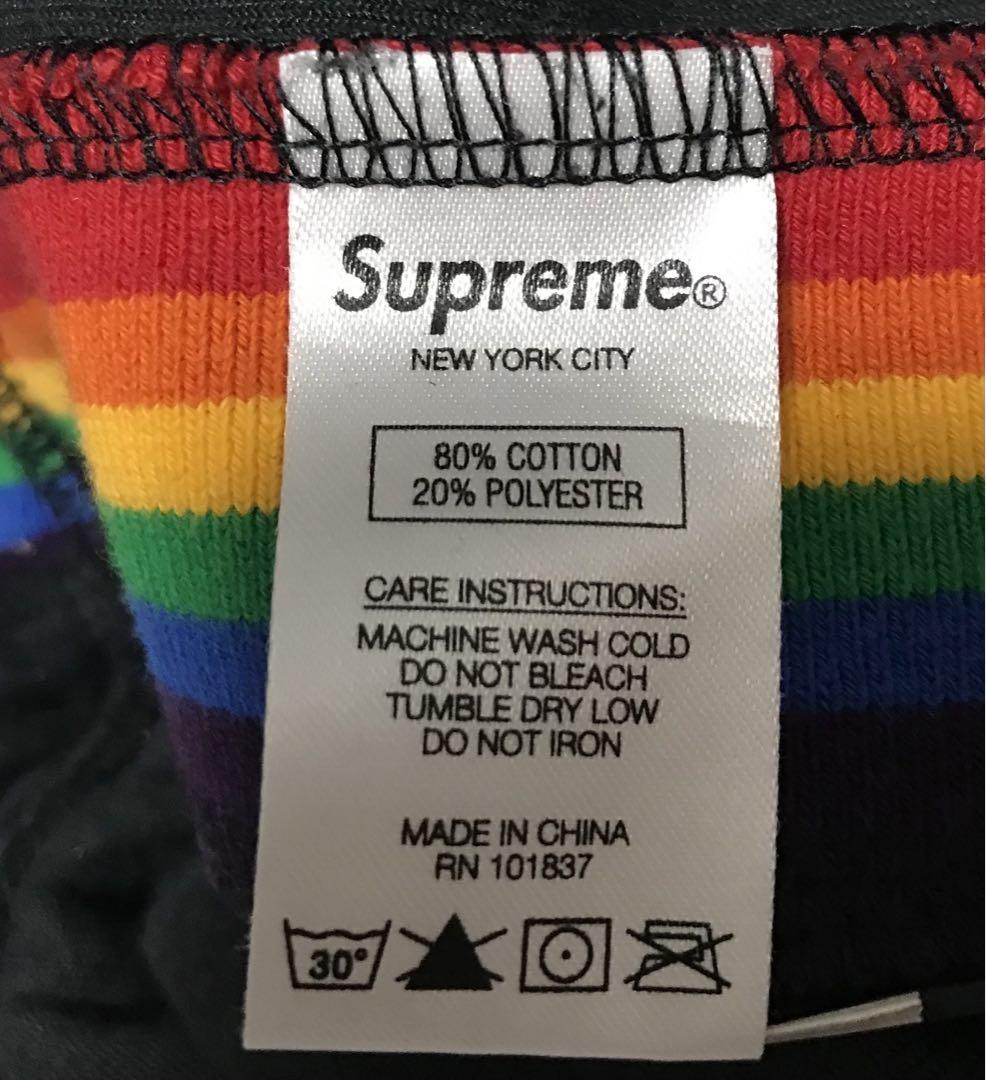 Supreme®
NEW YORK CITY
80% COTTON
20% POLYESTER
CARE INSTRUCTIONS:
MACHINE WASH COLD
DO NOT BLEACH
TUMBLE DRY LOW
DO NOT IRON
MADE IN CHINA
RN 101837
30°